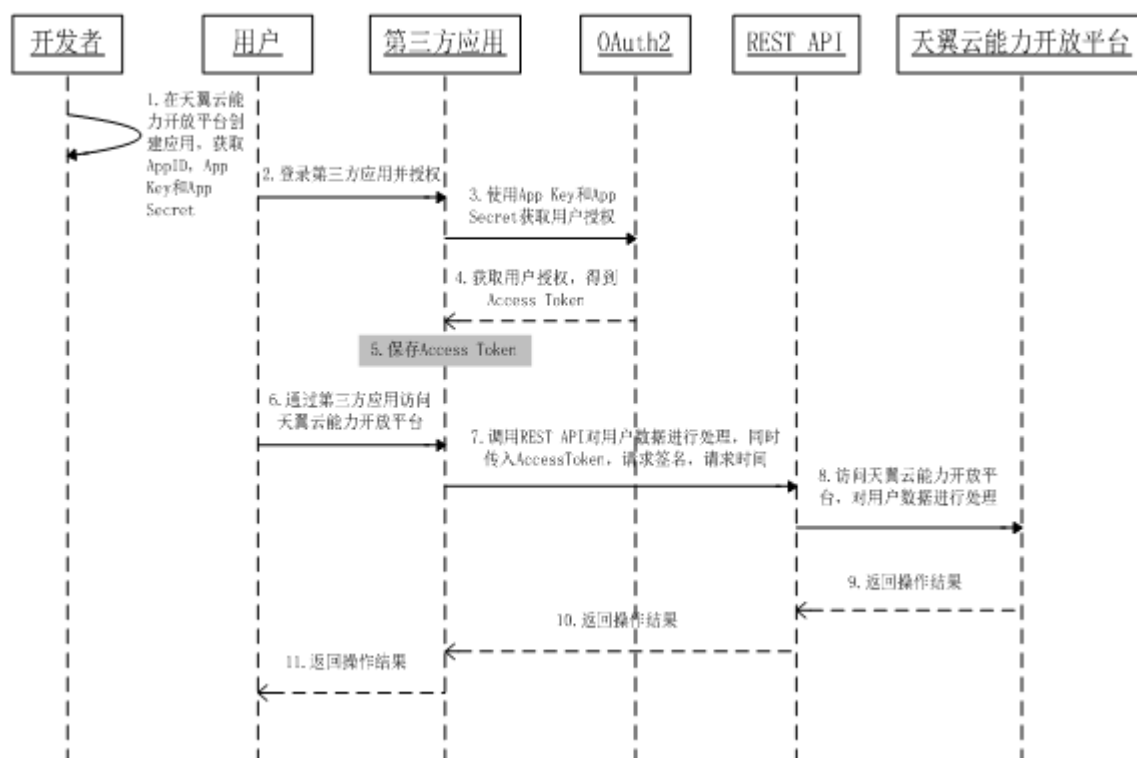 开发者
用户
第三方应用
OAuth2
REST API
天翼云能力开放平台
1.在天翼云能
力开放平台创
建应用，获取
AppID，App
Key和App
Secret
2.登录第三方应用并授权
3.使用App Key和App
Secret获取用户授权
4.获取用户授权，得到
Access Token
5.保存Access Token
6.通过第三方应用访问
天翼云能力开放平台
7.调用REST API对用户数据进行处理，同时
传入AccessToken，请求签名，请求时间
8.访问天翼云能力开放平
台，对用户数据进行处理
9.返回操作结果
10.返回操作结果
11.返回操作结果